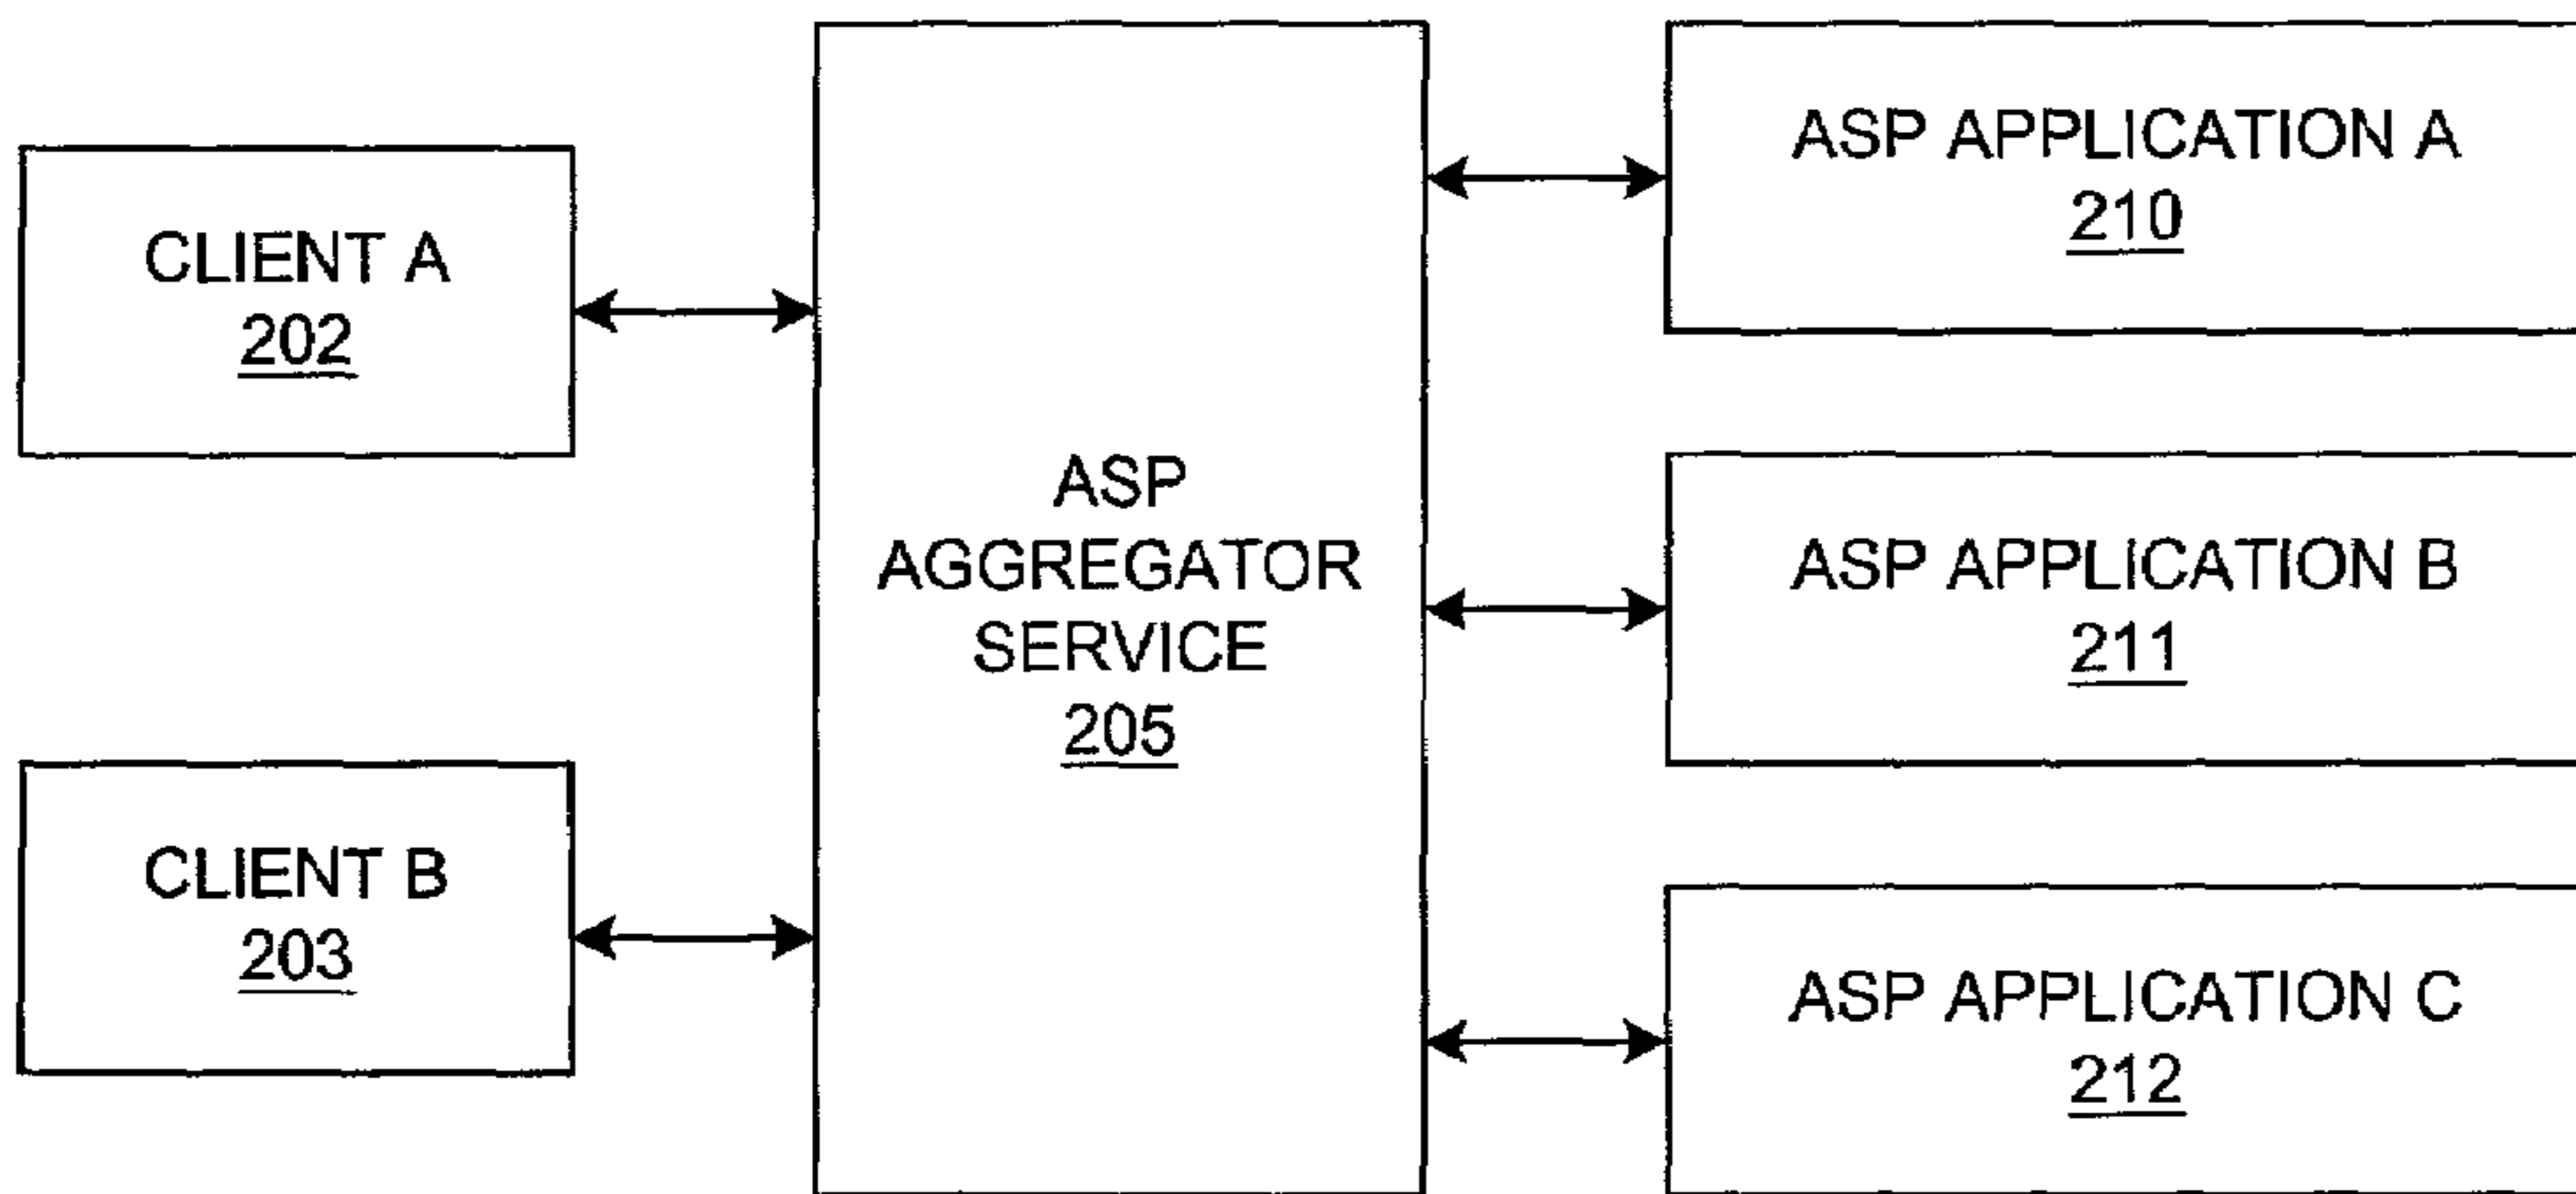 CLIENT A
202
CLIENT B
203
ASP
AGGREGATOR
SERVICE
205
ASP APPLICATION A
210
ASP APPLICATION B
211
ASP APPLICATION C
212